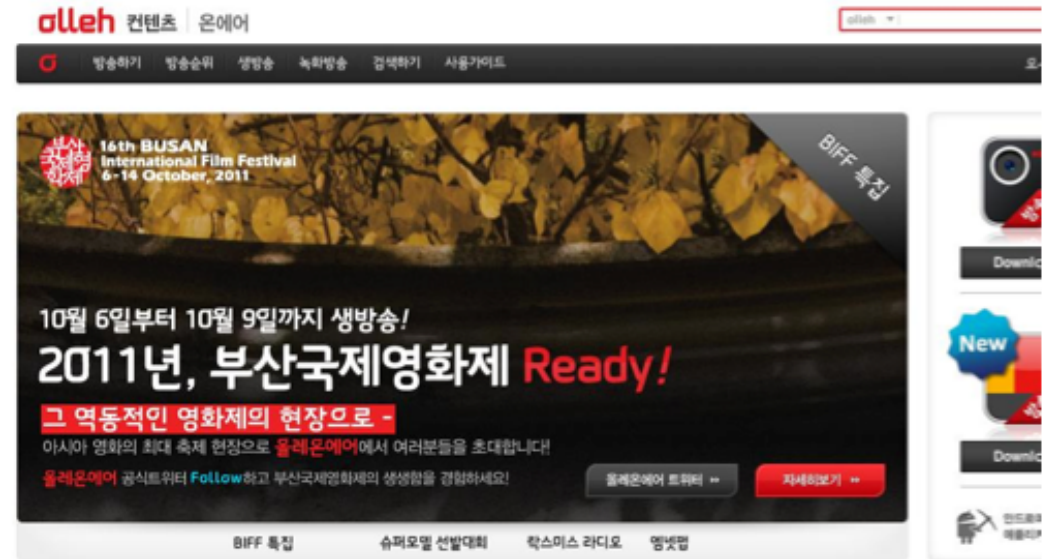 olleh 컨텐츠 온에어
olleh
방송하기 방송순위 생방송 녹화방송 검색하기 사용가이드
부산국제영화제
16th BUSAN
International Film Festival
6-14 October, 2011
BIFF 특집
10월 6일부터 10월 9일까지 생방송!
2011년, 부산국제영화제 Ready!
그 역동적인 영화제의 현장으로 -
아시아 영화의 최대 축제 현장으로 올레온에어에서 여러분들을 초대합니다!
올레온에어 공식트위터 Follow하고 부산국제영화제의 생생함을 경험하세요!
올레온에어 트위터
자세히보기
BIFF 특집 슈퍼모델 선발대회 락스미스 라디오 엠넷펍
New